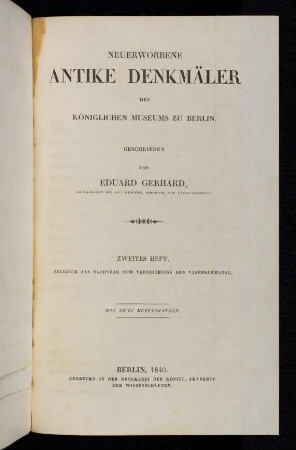 NEUERWORBENE
ANTIKE DENKMÄLER
DES
KÖNIGLICHEN MUSEUMS ZU BERLIN.
BESCHRIEBEN
VON
EDUARD GERHARD,
ZWEITES HEFT,
ZUGLEICH ALS NACHTRAG ZUM VERZEICHNISS DER VASENSAMMLUNG.
MIT ZWEI KUPFERTAFELN.
BERLIN, 1840.
GEDRUCKT IN DER DRUCKEREI DER KÖNIGL. AKADEMIE
DER WISSENSCHAFTEN.